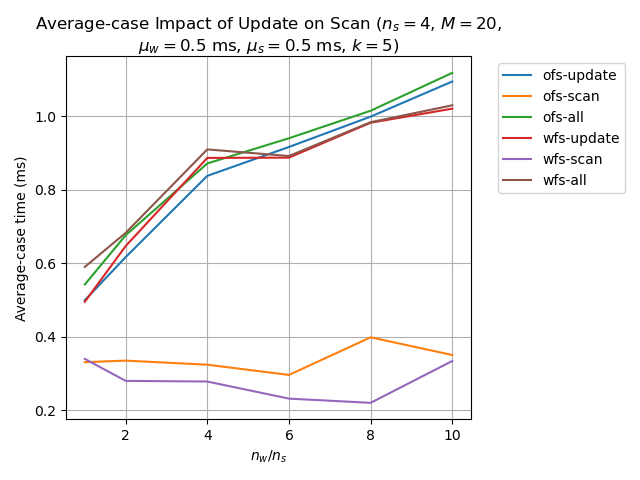 Average-case Impact of Update on Scan ($n_s = 4$, $M = 20$,
$\mu_w = 0.5$ ms, $\mu_s = 0.5$ ms, $k = 5$)
Average-case time (ms)
1.0
0.8
0.6
0.4
0.2
2 4 6 8 10
$n_w/n_s$
ofs-update
ofs-scan
ofs-all
wfs-update
wfs-scan
wfs-all